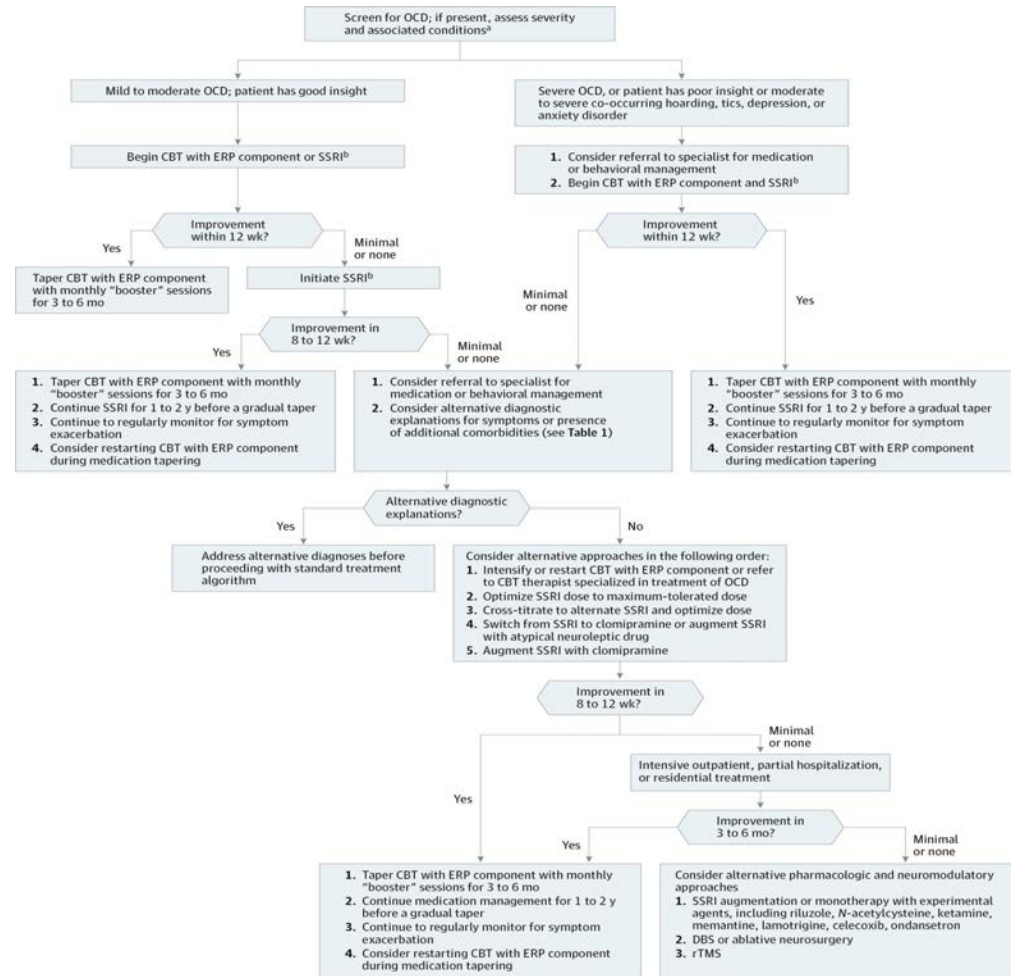 Screen for OCD; if present, assess severity
and associated conditionsᵃ
Mild to moderate OCD; patient has good insight
Severe OCD, or patient has poor insight or moderate
to severe co-occurring hoarding, tics, depression, or
anxiety disorder
Begin CBT with ERP component or SSRIᵇ
1. Consider referral to specialist for medication
or behavioral management
2. Begin CBT with ERP component and SSRIᵇ
Improvement
within 12 wk?
Improvement
within 12 wk?
Yes
Minimal
or none
Taper CBT with ERP component
with monthly "booster" sessions
for 3 to 6 mo
Initiate SSRIᵇ
Minimal
or none
Yes
Improvement in
8 to 12 wk?
Yes
Minimal
or none
1. Taper CBT with ERP component with monthly
"booster" sessions for 3 to 6 mo
2. Continue SSRI for 1 to 2 y before a gradual taper
3. Continue to regularly monitor for symptom
exacerbation
4. Consider restarting CBT with ERP component
during medication tapering
1. Consider referral to specialist for
medication or behavioral management
2. Consider alternative diagnostic
explanations for symptoms or presence
of additional comorbidities (see Table 1)
1. Taper CBT with ERP component with monthly
"booster" sessions for 3 to 6 mo
2. Continue SSRI for 1 to 2 y before a gradual taper
3. Continue to regularly monitor for symptom
exacerbation
4. Consider restarting CBT with ERP component
during medication tapering
Alternative diagnostic
explanations?
Yes
No
Address alternative diagnoses before
proceeding with standard treatment
algorithm
Consider alternative approaches in the following order:
1. Intensify or restart CBT with ERP component or refer
to CBT therapist specialized in treatment of OCD
2. Optimize SSRI dose to maximum-tolerated dose
3. Cross-titrate to alternate SSRI and optimize dose
4. Switch from SSRI to clomipramine or augment SSRI
with atypical neuroleptic drug
5. Augment SSRI with clomipramine
Improvement in
8 to 12 wk?
Minimal
or none
Yes
Intensive outpatient, partial hospitalization,
or residential treatment
Improvement in
3 to 6 mo?
Yes
Minimal
or none
1. Taper CBT with ERP component with monthly
"booster" sessions for 3 to 6 mo
2. Continue medication management for 1 to 2 y
before a gradual taper
3. Continue to regularly monitor for symptom
exacerbation
4. Consider restarting CBT with ERP component
during medication tapering
Consider alternative pharmacologic and neuromodulatory
approaches
1. SSRI augmentation or monotherapy with experimental
agents, including riluzole, N-acetylcysteine, ketamine,
memantine, lamotrigine, celecoxib, ondansetron
2. DBS or ablative neurosurgery
3. rTMS